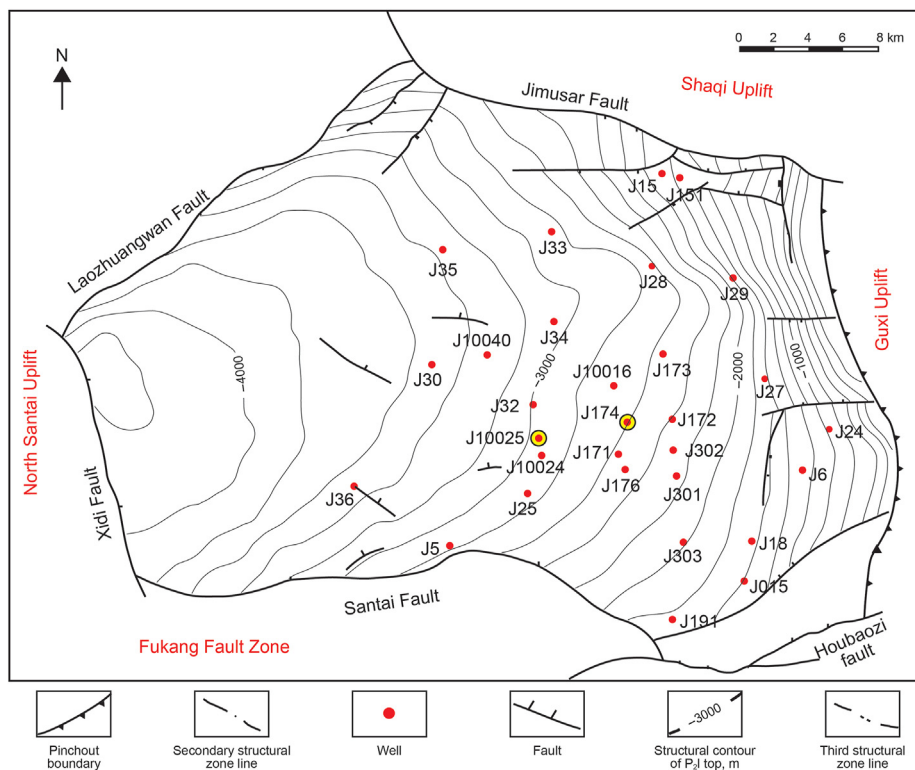 N
0 2 4 6 8 km
Shaqi Uplift
Jimusar Fault
J15
J151
Laozhuangwan Fault
J33
J35
J28
J29
Guxi Uplift
J34
J10040
−4000
−3000
−2000
−1000
J30
J173
J10016
J27
North Santai Uplift
J32
J174
J172
J24
J10025
J171
J302
J10024
J176
J6
J301
J36
J25
Xidi Fault
J5
J303
J18
J015
Santai Fault
J191
Fukang Fault Zone
Houbaozi
fault
−3000
Pinchout
boundary
Secondary structural
zone line
Well
Fault
Structural contour
of P₂l top, m
Third structural
zone line